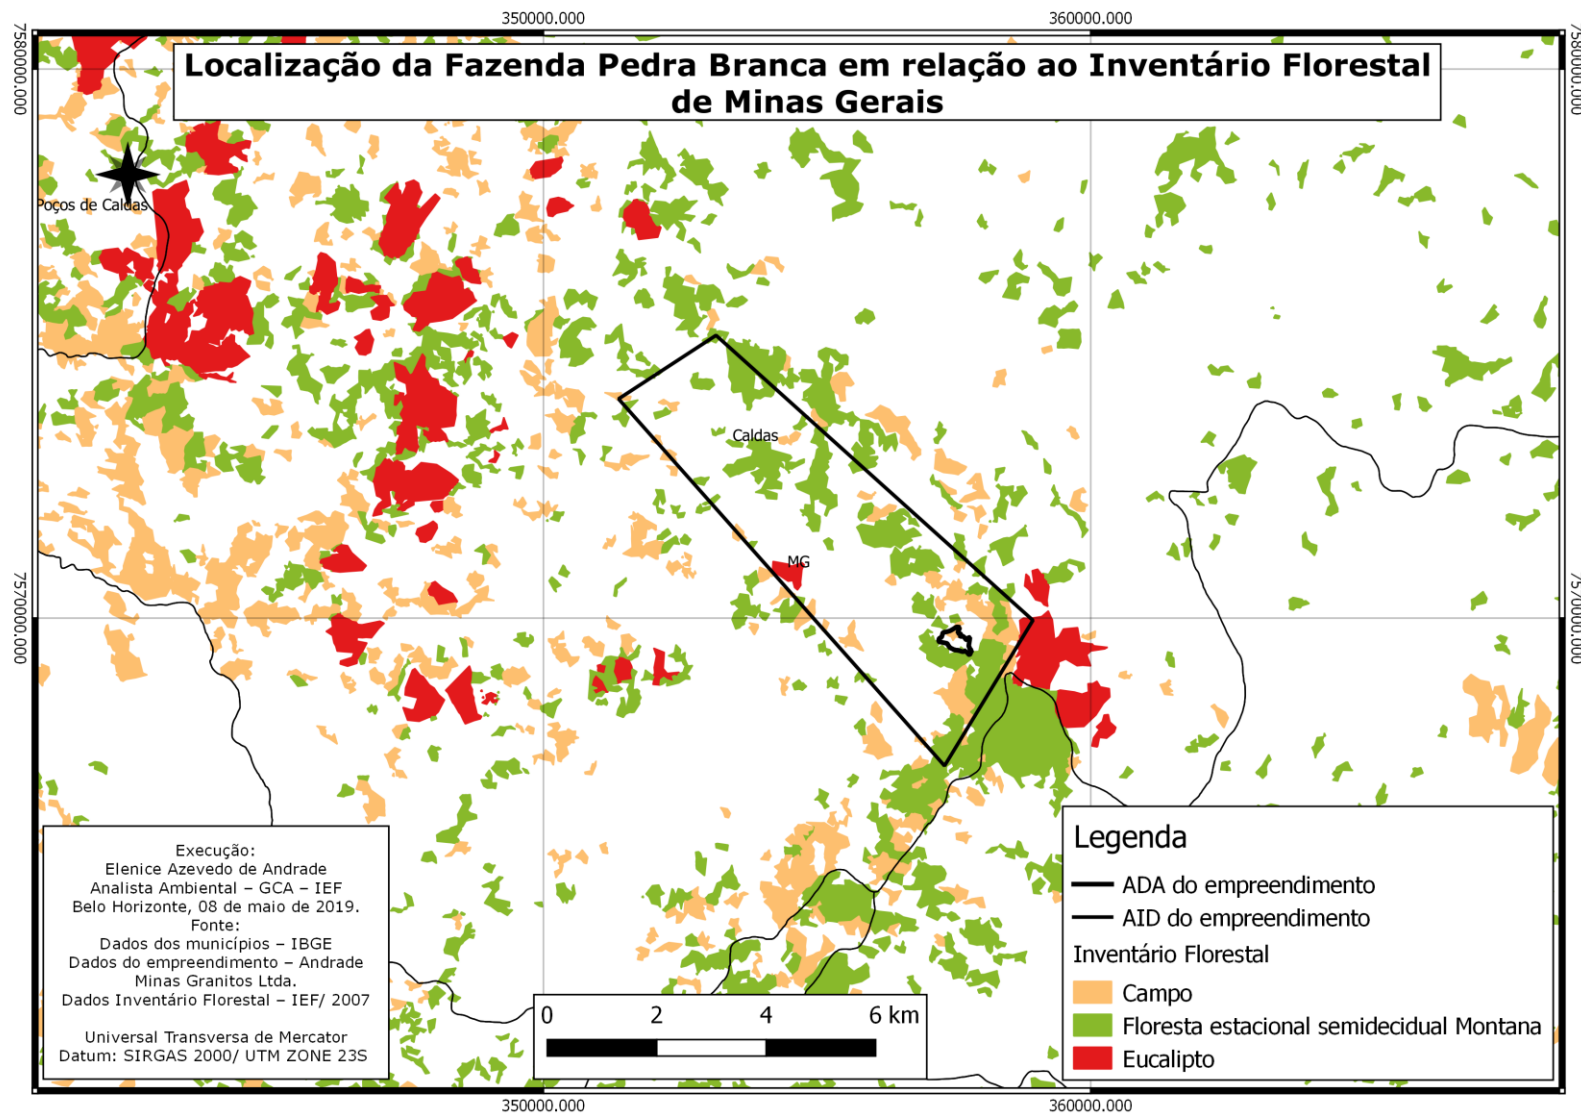 350000.000
360000.000
7580000.000
7580000.000
Localização da Fazenda Pedra Branca em relação ao Inventário Florestal
de Minas Gerais
Poços de Caldas
Caldas
MG
7570000.000
7570000.000
Execução:
Elenice Azevedo de Andrade
Analista Ambiental – GCA – IEF
Belo Horizonte, 08 de maio de 2019.
Fonte:
Dados dos municípios – IBGE
Dados do empreendimento – Andrade
Minas Granitos Ltda.
Dados Inventário Florestal – IEF/ 2007
Universal Transversa de Mercator
Datum: SIRGAS 2000/ UTM ZONE 23S
0 2 4 6 km
Legenda
ADA do empreendimento
AID do empreendimento
Inventário Florestal
Campo
Floresta estacional semidecidual Montana
Eucalipto
350000.000
360000.000